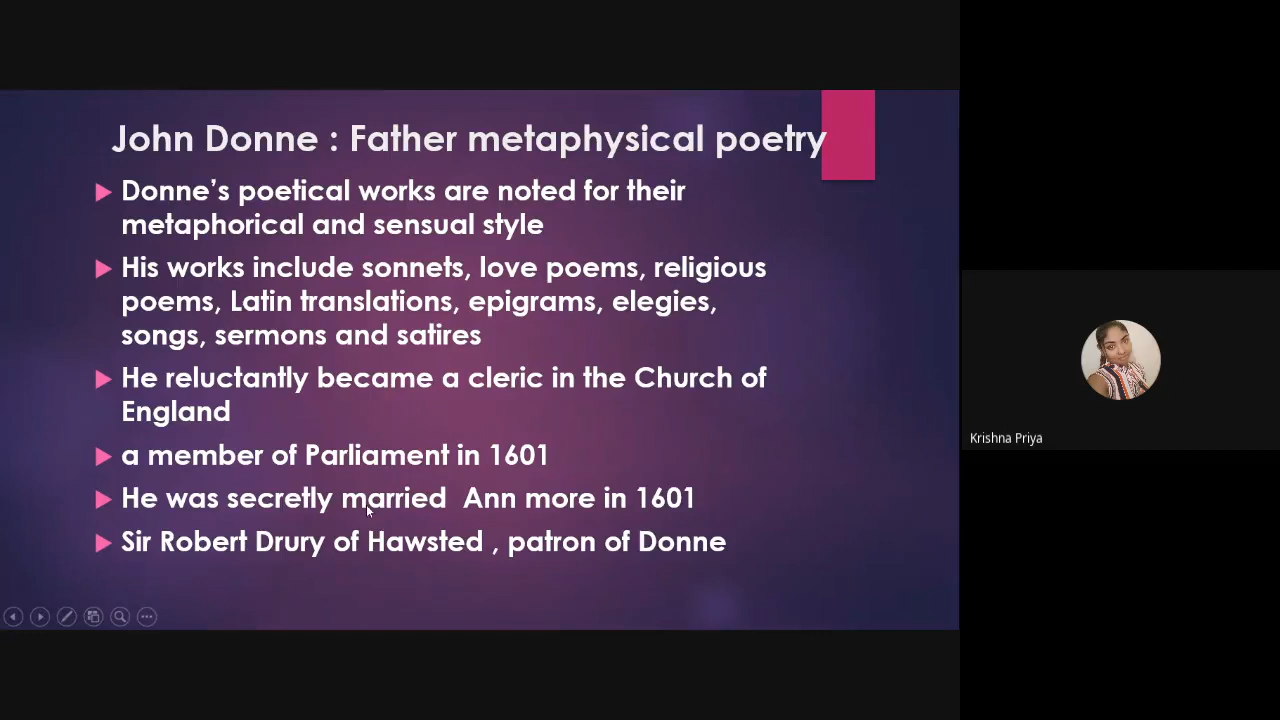 John Donne : Father metaphysical poetry
Donne’s poetical works are noted for their
metaphorical and sensual style
His works include sonnets, love poems, religious
poems, Latin translations, epigrams, elegies,
songs, sermons and satires
He reluctantly became a cleric in the Church of
England
a member of Parliament in 1601
He was secretly married  Ann more in 1601
Sir Robert Drury of Hawsted , patron of Donne
Krishna Priya